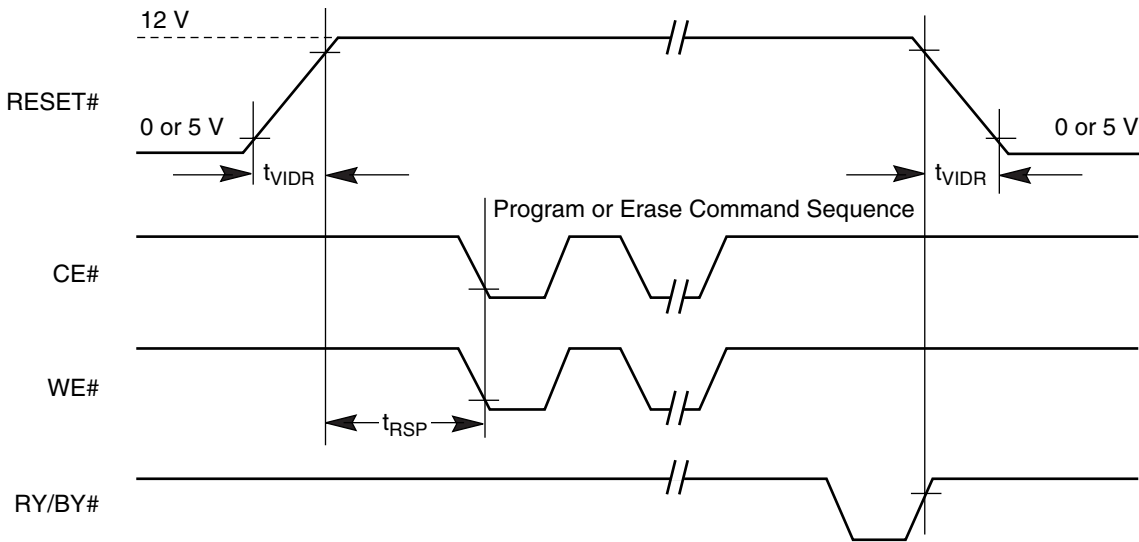 12 V
RESET#
0 or 5 V
0 or 5 V
tVIDR
tVIDR
Program or Erase Command Sequence
CE#
WE#
tRSP
RY/BY#